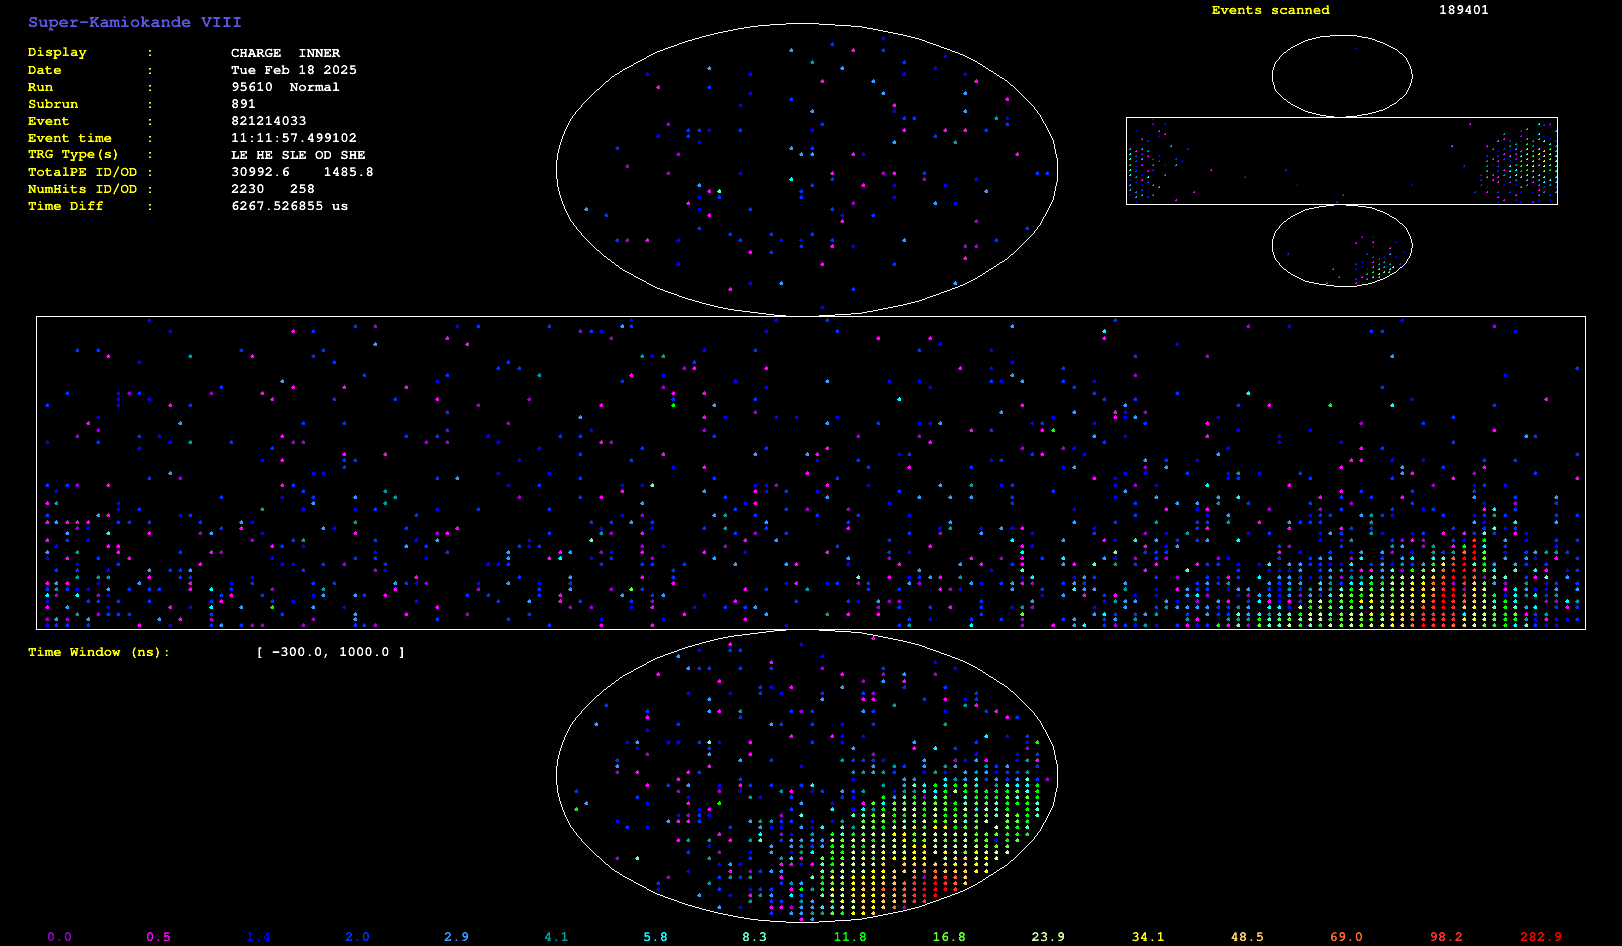 Super-Kamiokande VIII
Events scanned 189401
Display : CHARGE INNER
Date : Tue Feb 18 2025
Run : 95610 Normal
Subrun : 891
Event : 821214033
Event time : 11:11:57.499102
TRG Type(s) : LE HE SLE OD SHE
TotalPE ID/OD : 30992.6 1485.8
NumHits ID/OD : 2230 258
Time Diff : 6267.526855 us
Time Window (ns): [ -300.0, 1000.0 ]
0.0 0.5 1.4 2.0 2.9 4.1 5.8 8.3 11.8 16.8 23.9 34.1 48.5 69.0 98.2 282.9